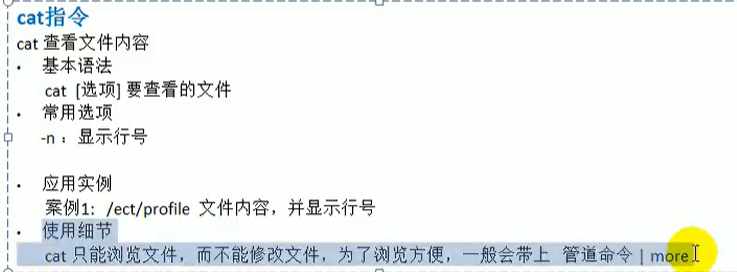 cat指令
cat 查看文件内容
• 基本语法
cat [选项] 要查看的文件
• 常用选项
-n ：显示行号
• 应用实例
案例1: /ect/profile 文件内容，并显示行号
• 使用细节
cat 只能浏览文件，而不能修改文件，为了浏览方便，一般会带上 管道命令 | more